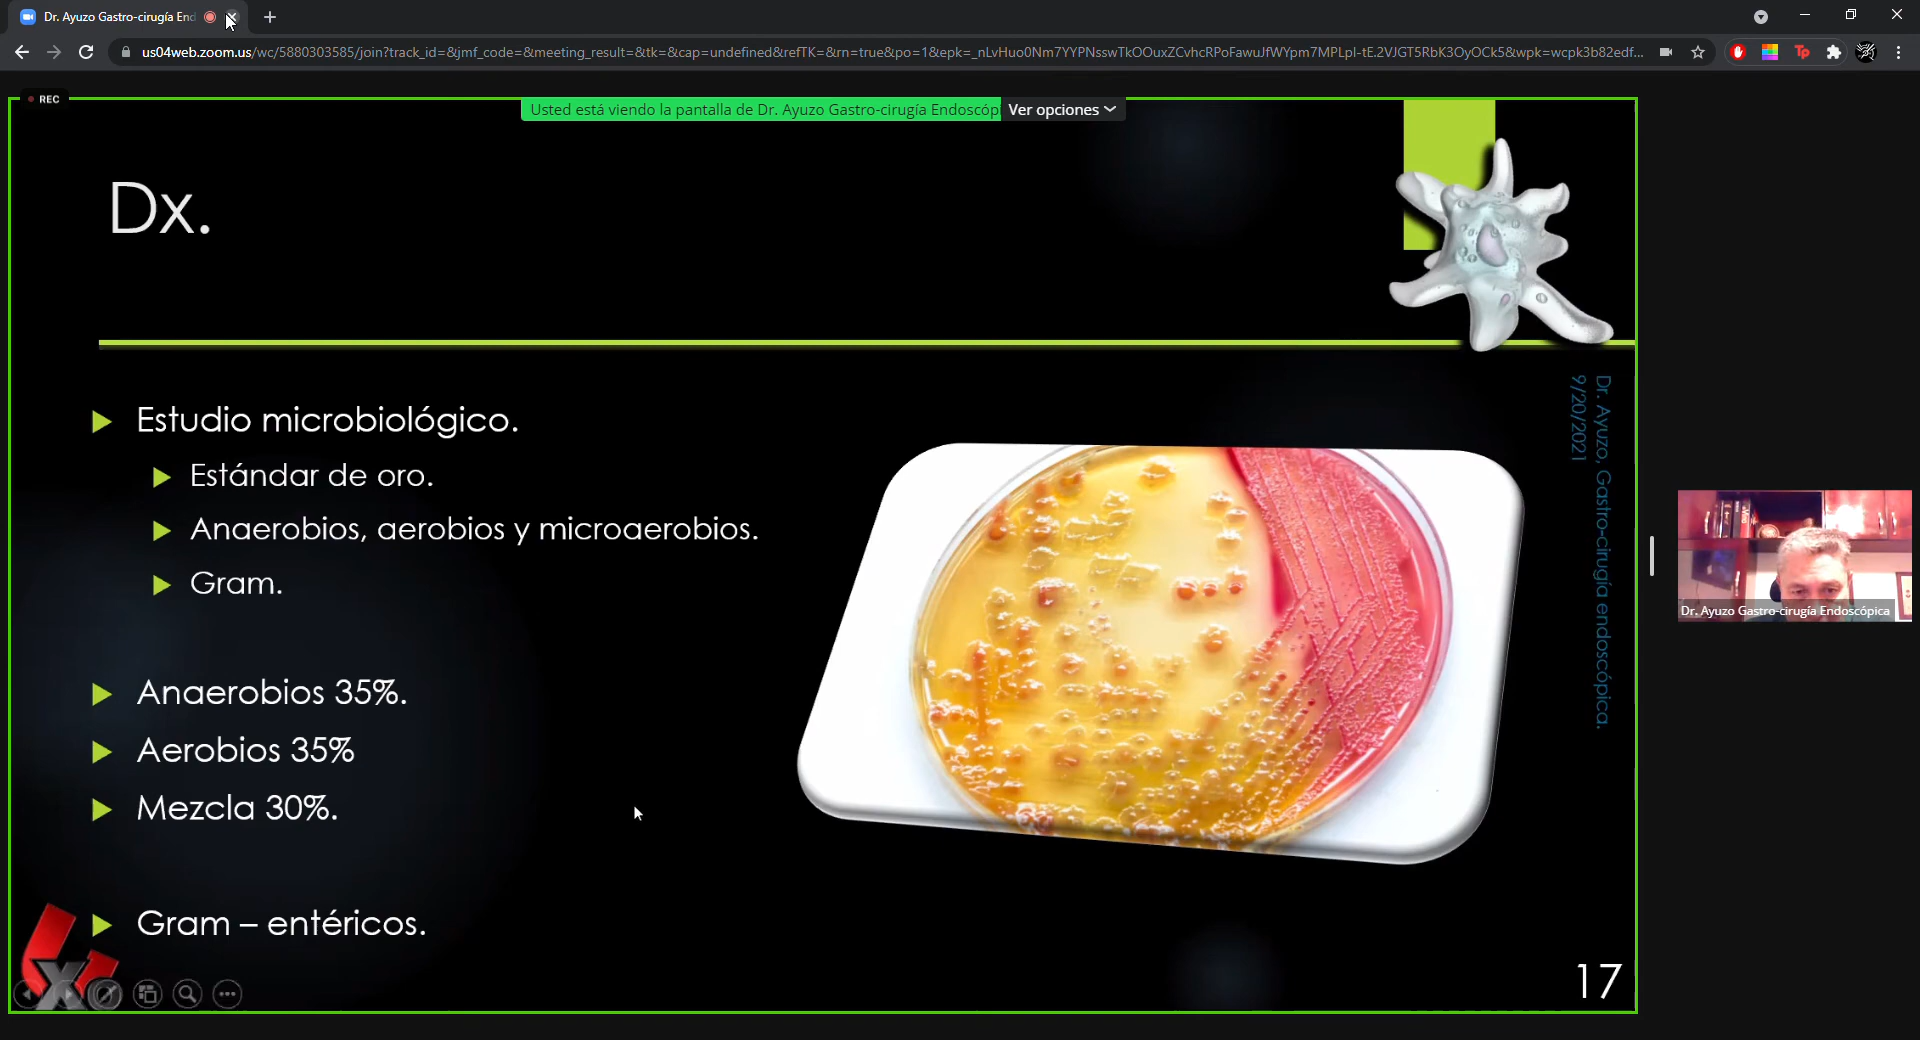 Dr. Ayuzo Gastro-cirugía End
us04web.zoom.us/wc/5880303585/join?track_id=&jmf_code=&meeting_result=&tk=&cap=undefined&refTK=&rn=true&po=1&epk=_nLvHuo0Nm7YYPNsswTkOOuxZCvhcRPoFawuJfWYpm7MPLpl-tE.2VJGT5RbK3OyOCk5&wpk=wcpk3b82edf...
REC
Usted está viendo la pantalla de Dr. Ayuzo Gastro-cirugía Endoscópi
Ver opciones
Dx.
Estudio microbiológico.
Estándar de oro.
Anaerobios, aerobios y microaerobios.
Gram.
Anaerobios 35%.
Aerobios 35%
Mezcla 30%.
Gram – entéricos.
Dr. Ayuzo, Gastro-cirugía endoscópica.
9/20/2021
17
Dr. Ayuzo Gastro-cirugía Endoscópica